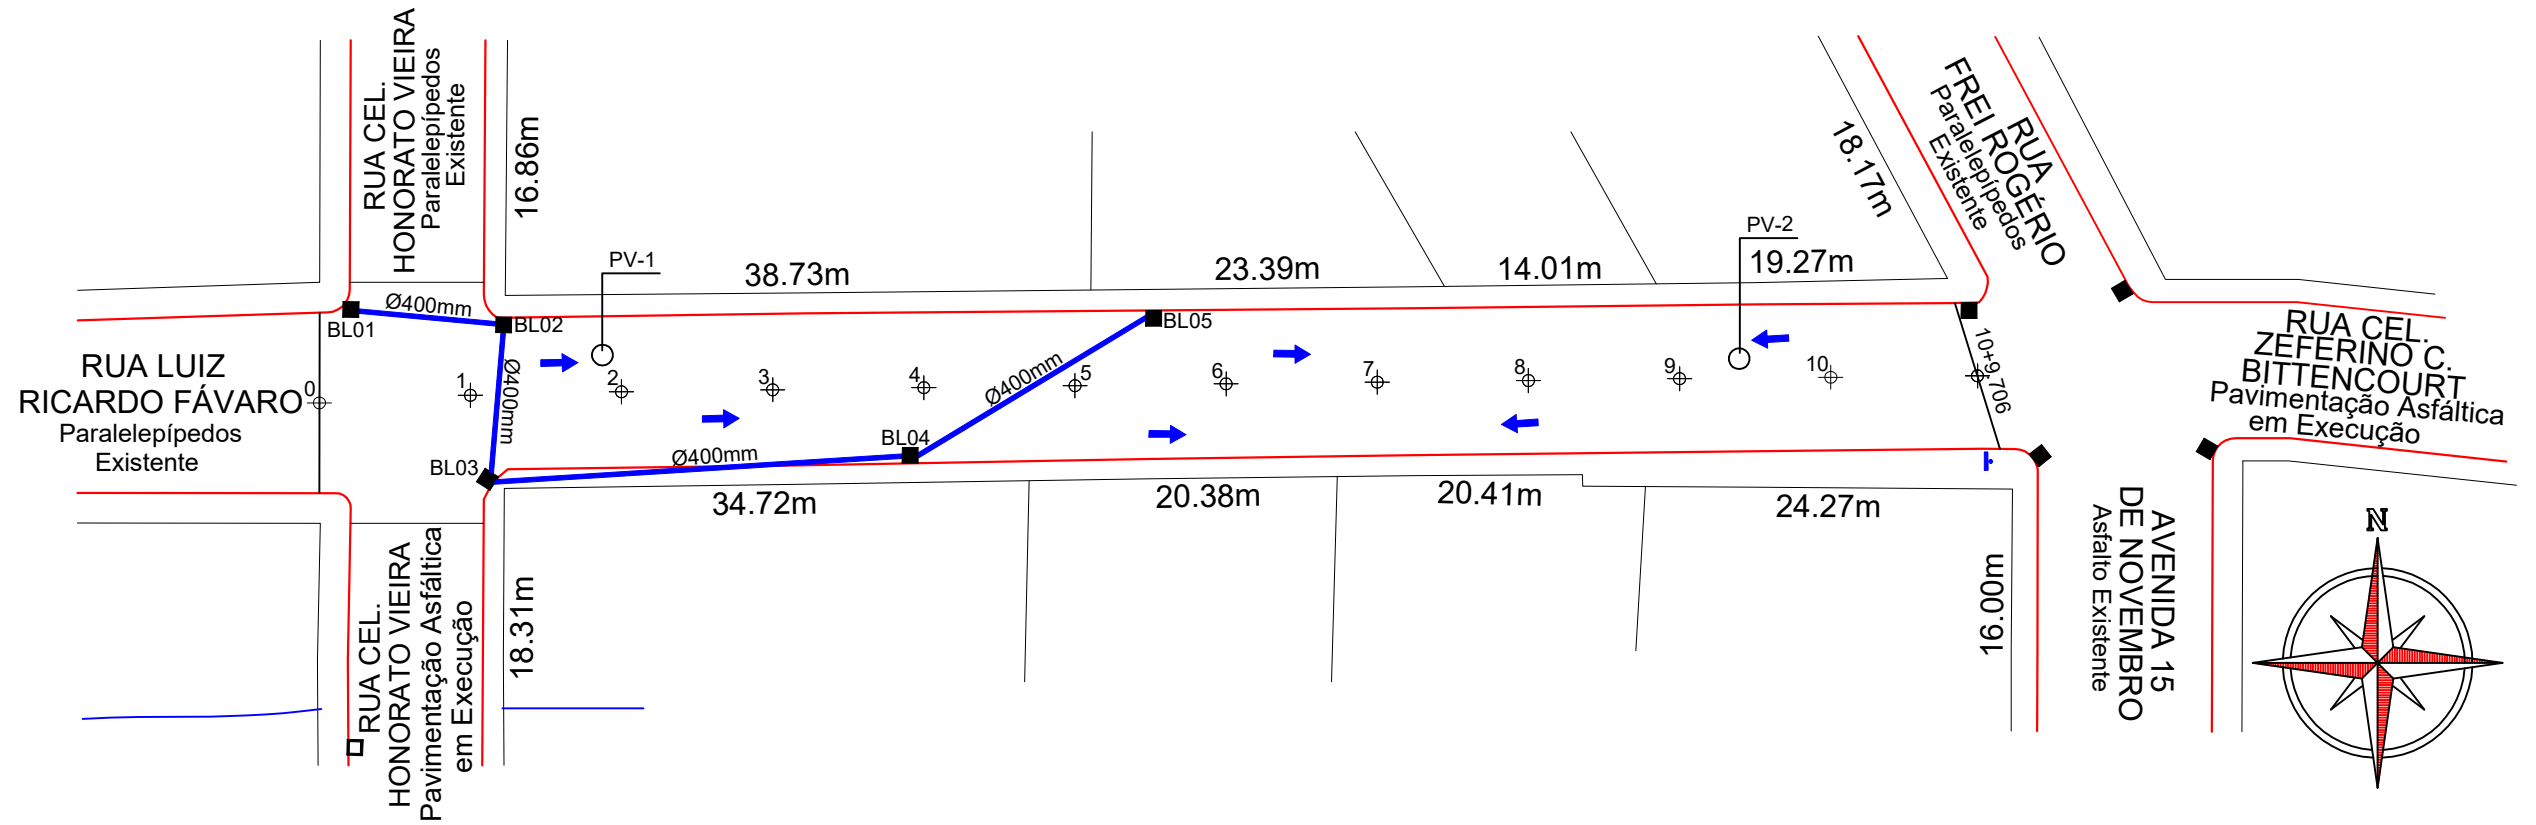 RUA CEL.
HONORATO VIEIRA
Paralelepípedos
Existente
16.86m
PV-1
38.73m
23.39m
14.01m
PV-2
19.27m
18.17m
RUA
FREI ROGÉRIO
Paralelepípedos
Existente
Ø400mm
BL01
BL02
BL05
RUA LUIZ
RICARDO FÁVARO
Paralelepípedos
Existente
0
1
2
3
4
5
6
7
8
9
10
10+9,706
Ø400mm
Ø400mm
Ø400mm
BL03
BL04
RUA CEL.
ZEFERINO C.
BITTENCOURT
Pavimentação Asfáltica
em Execução
34.72m
20.38m
20.41m
24.27m
18.31m
16.00m
RUA CEL.
HONORATO VIEIRA
Pavimentação Asfáltica
em Execução
AVENIDA 15
DE NOVEMBRO
Asfalto Existente
N